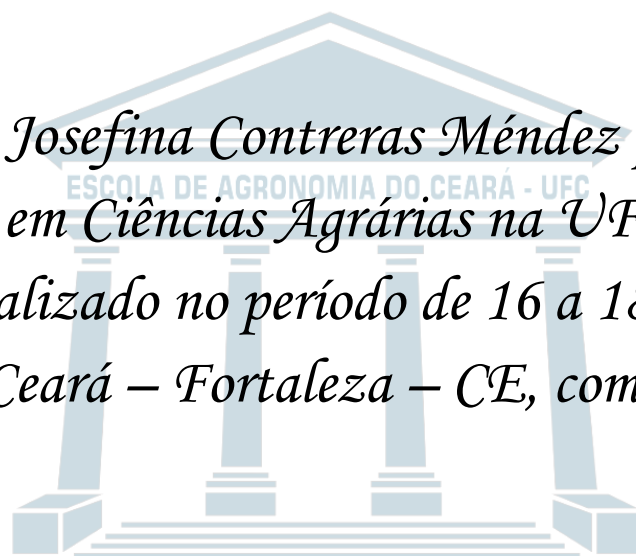 Josefina Contreras Méndez
ESCOLA DE AGRONOMIA DO CEARÁ - UFC
em Ciências Agrárias na UF
alizado no período de 16 a 18
Ceará – Fortaleza – CE, com